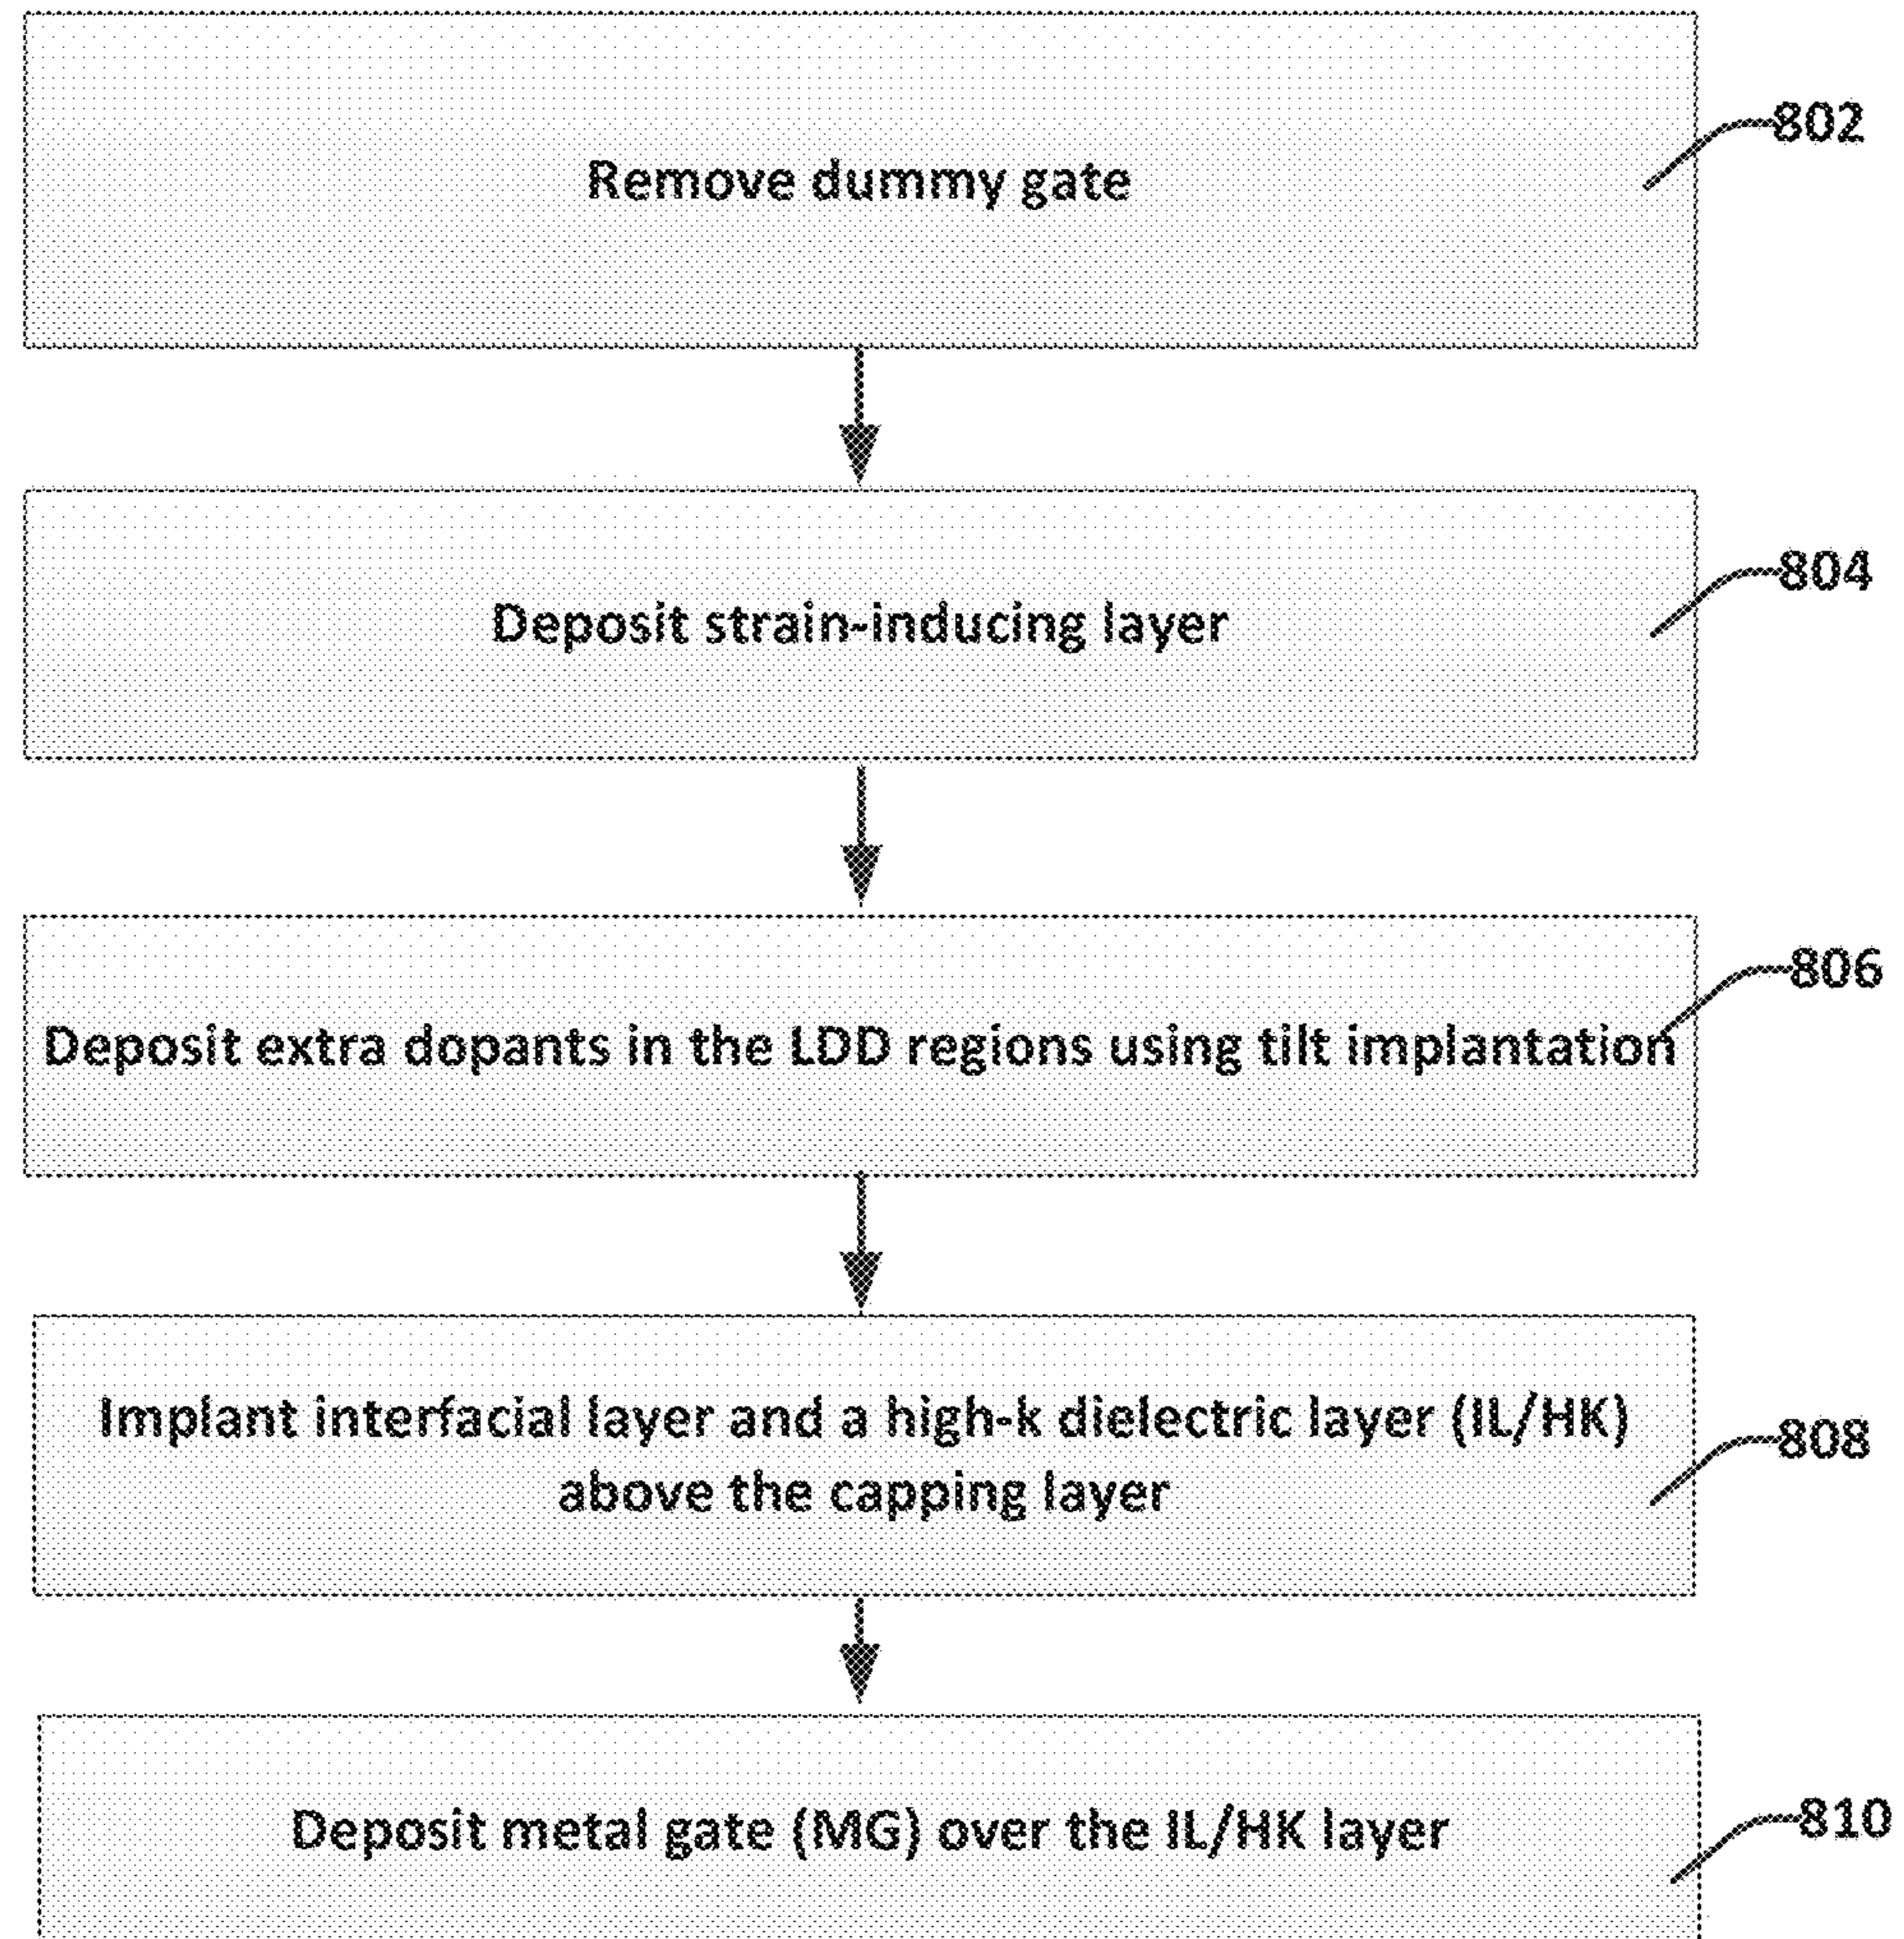 Remove dummy gate
802
Deposit strain-inducing layer
804
Deposit extra dopants in the LDD regions using tilt implantation
806
Implant interfacial layer and a high-k dielectric layer (IL/HK)
above the capping layer
808
Deposit metal gate (MG) over the IL/HK layer
810